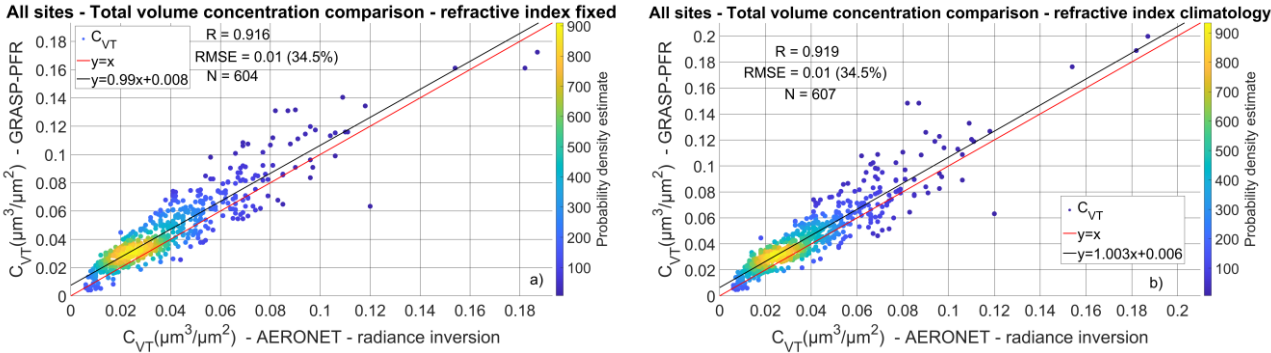 All sites - Total volume concentration comparison - refractive index fixed
C_VT
y=x
y=0.99x+0.008
R = 0.916
RMSE = 0.01 (34.5%)
N = 604
0.18
0.16
0.14
0.12
0.1
0.08
0.06
0.04
0.02
0
C_VT(µm³/µm²) - GRASP-PFR
0 0.02 0.04 0.06 0.08 0.1 0.12 0.14 0.16 0.18
C_VT(µm³/µm²) - AERONET - radiance inversion
a)
900
800
700
600
500
400
300
200
100
Probability density estimate
All sites - Total volume concentration comparison - refractive index climatology
R = 0.919
RMSE = 0.01 (34.5%)
N = 607
0.2
0.18
0.16
0.14
0.12
0.1
0.08
0.06
0.04
0.02
0
C_VT(µm³/µm²) - GRASP-PFR
C_VT
y=x
y=1.003x+0.006
b)
0 0.02 0.04 0.06 0.08 0.1 0.12 0.14 0.16 0.18 0.2
C_VT(µm³/µm²) - AERONET - radiance inversion
900
800
700
600
500
400
300
200
100
Probability density estimate